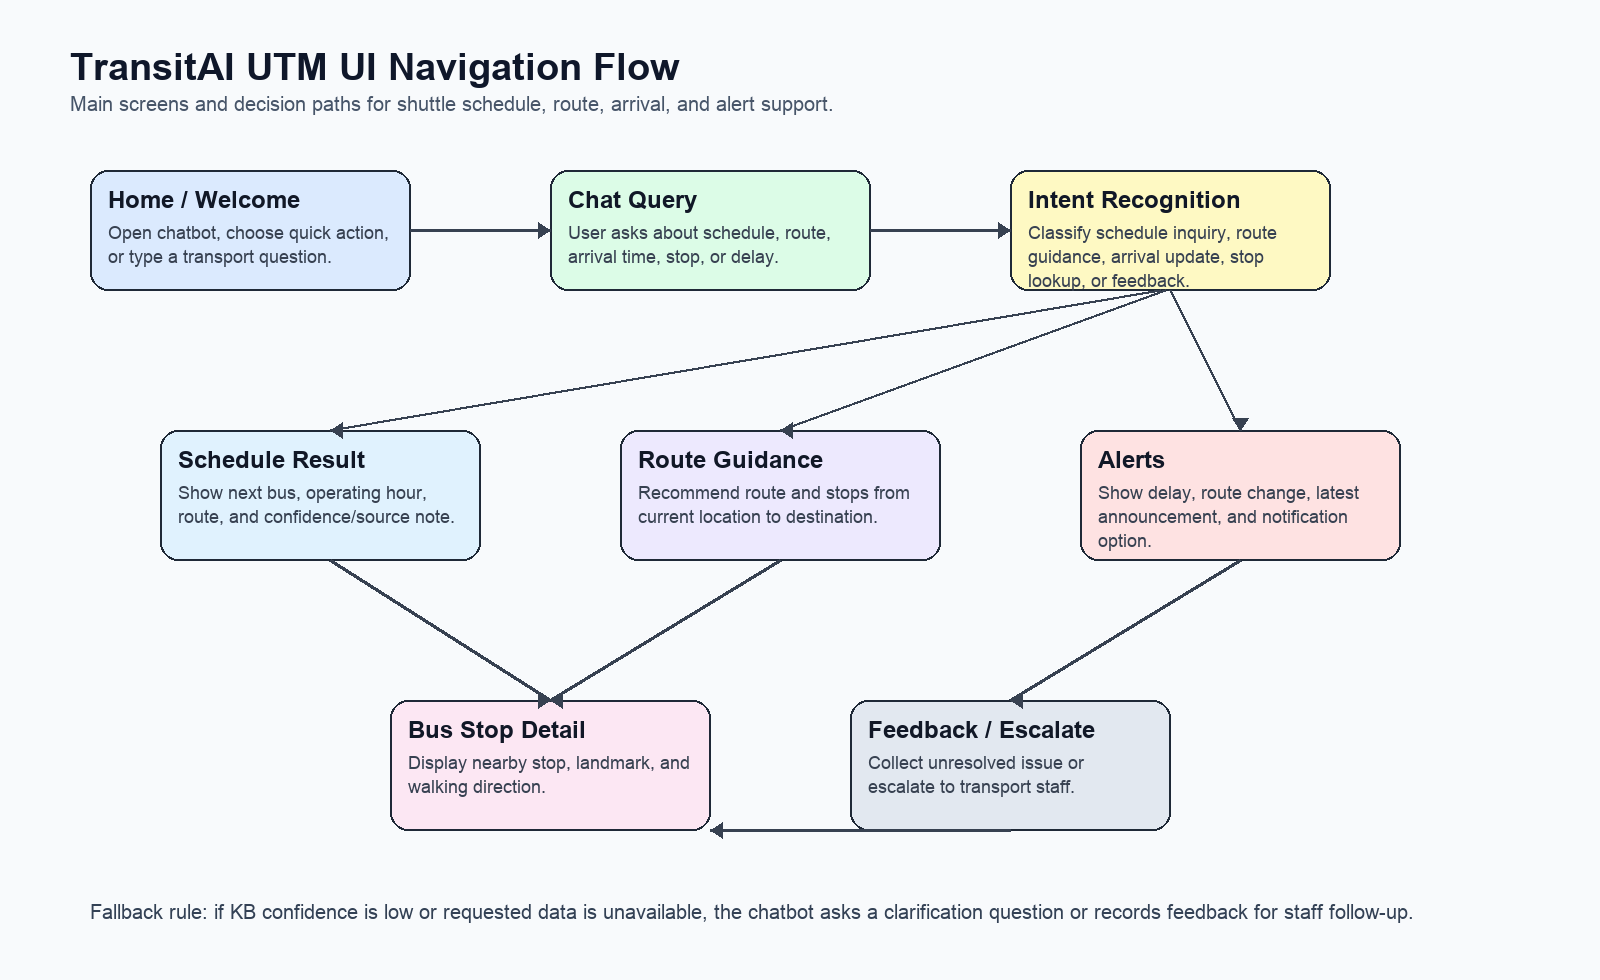 TransitAI UTM UI Navigation Flow
Main screens and decision paths for shuttle schedule, route, arrival, and alert support.
Home / Welcome
Open chatbot, choose quick action,
or type a transport question.
Chat Query
User asks about schedule, route,
arrival time, stop, or delay.
Intent Recognition
Classify schedule inquiry, route
guidance, arrival update, stop
lookup, or feedback.
Schedule Result
Show next bus, operating hour,
route, and confidence/source note.
Route Guidance
Recommend route and stops from
current location to destination.
Alerts
Show delay, route change, latest
announcement, and notification
option.
Bus Stop Detail
Display nearby stop, landmark, and
walking direction.
Feedback / Escalate
Collect unresolved issue or
escalate to transport staff.
Fallback rule: if KB confidence is low or requested data is unavailable, the chatbot asks a clarification question or records feedback for staff follow-up.